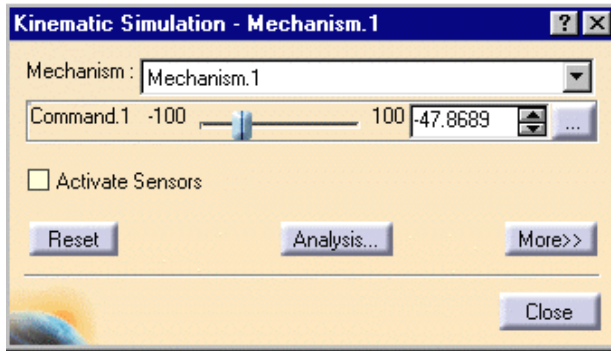 Kinematic Simulation - Mechanism.1 ? X
Mechanism : Mechanism.1
Command.1 -100 100 -47.8689 ...
Activate Sensors
Reset Analysis... More>>
Close